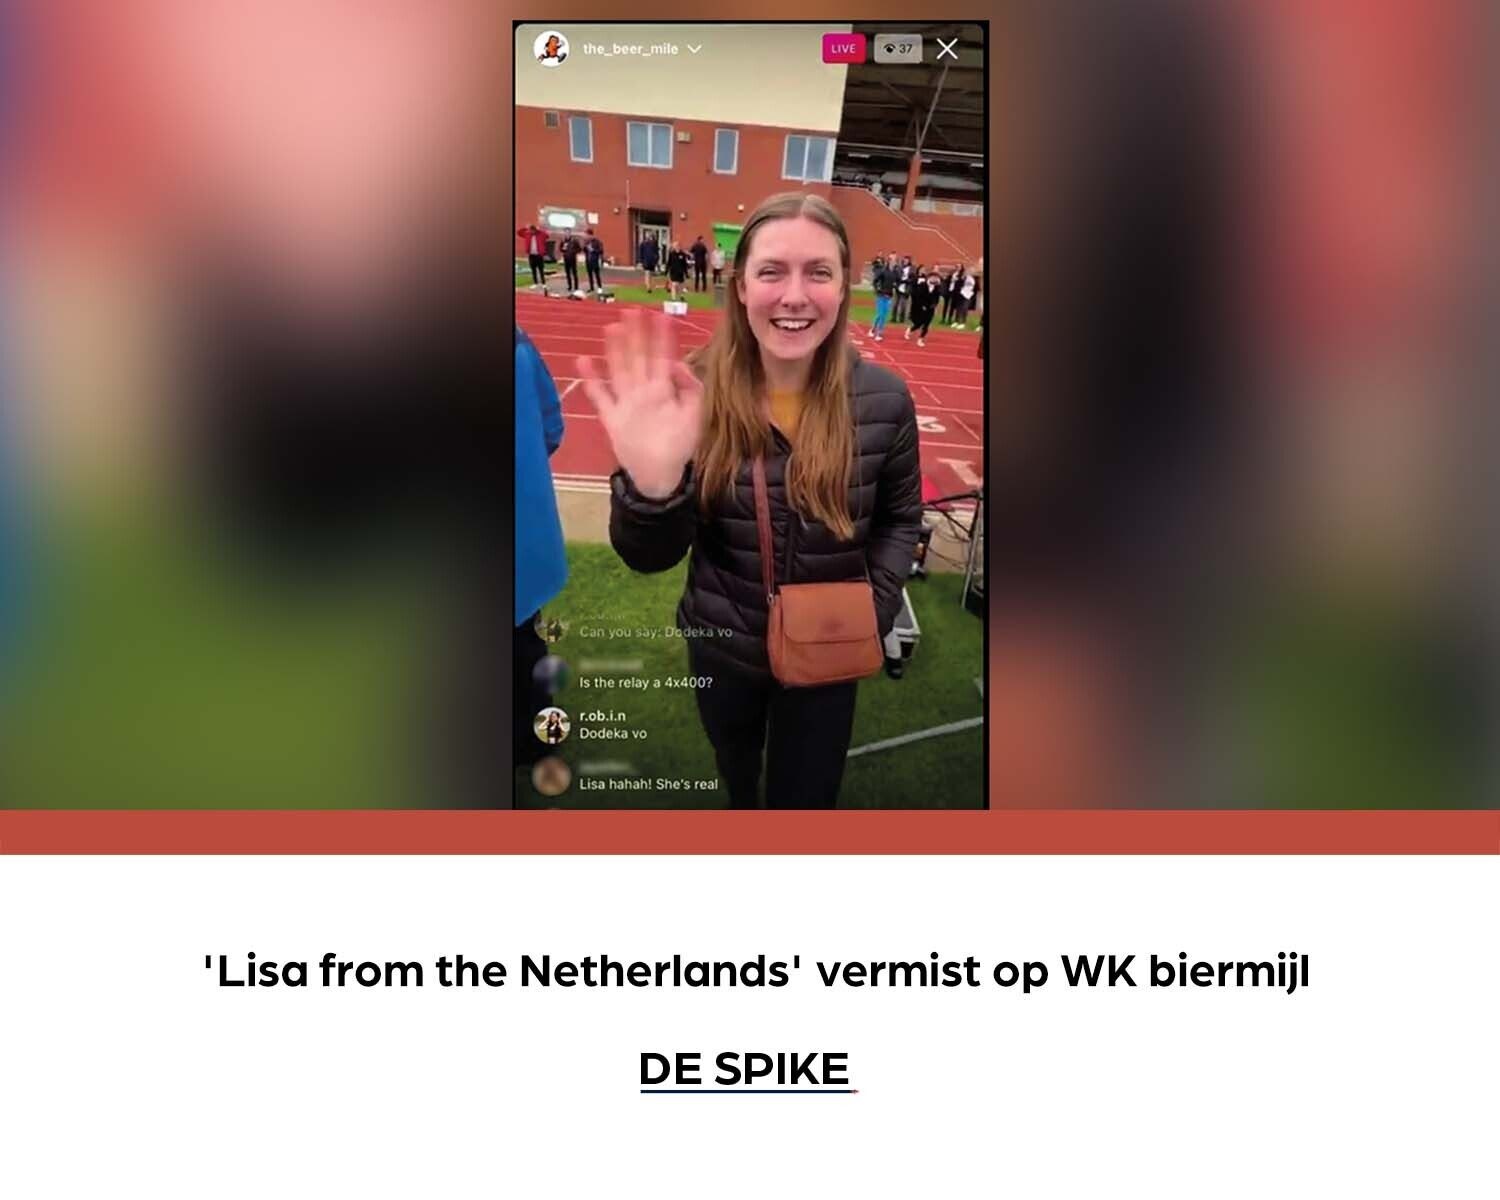 the_beer_mile
LIVE
37
Can you say: Dodeka vo
Is the relay a 4x400?
r.ob.i.n
Dodeka vo
Lisa hahah! She's real
'Lisa from the Netherlands' vermist op WK biermijl
DE SPIKE